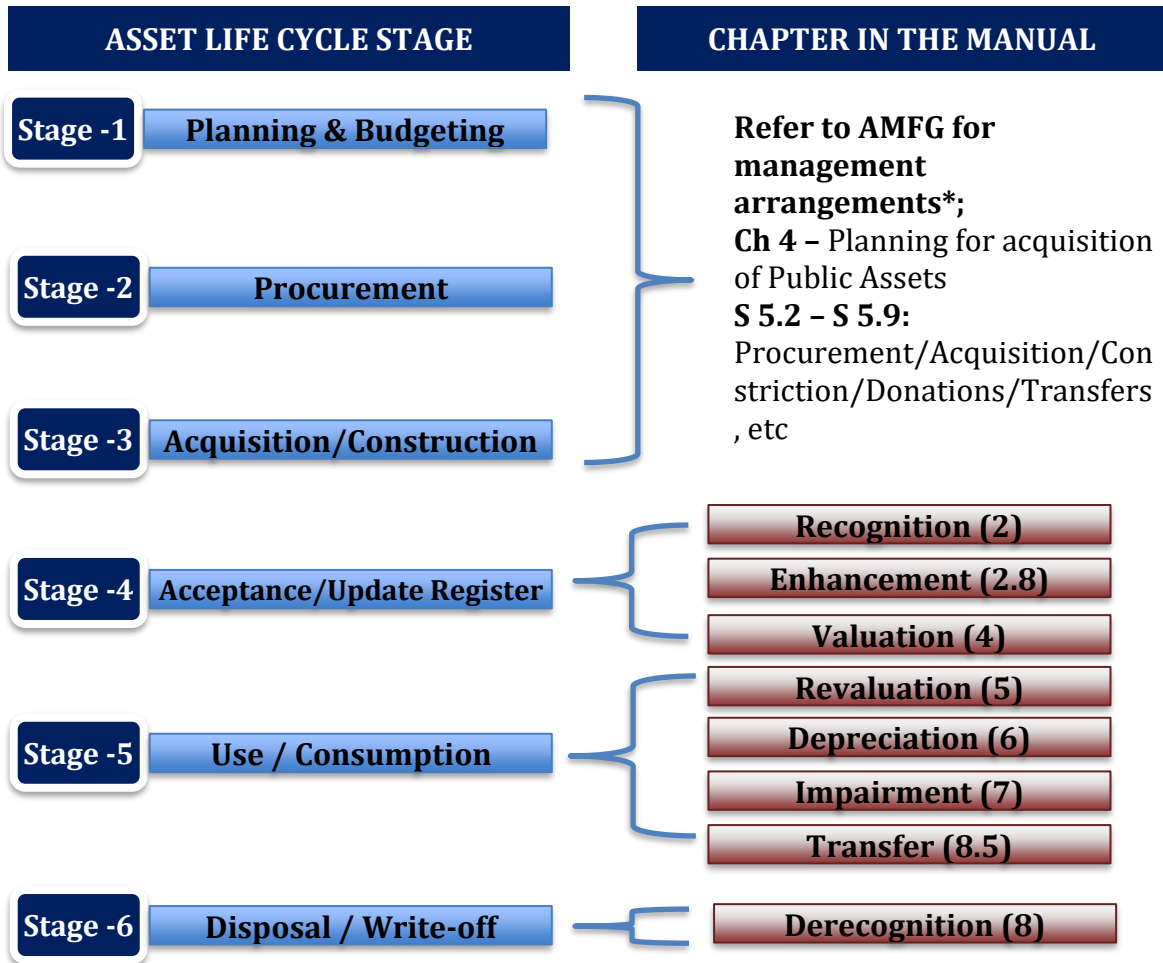 ASSET LIFE CYCLE STAGE
CHAPTER IN THE MANUAL
Stage -1
Planning & Budgeting
Stage -2
Procurement
Stage -3
Acquisition/Construction
Refer to AMFG for
management
arrangements*;
Ch 4 – Planning for acquisition
of Public Assets
S 5.2 – S 5.9:
Procurement/Acquisition/Con
striction/Donations/Transfers
, etc
Stage -4
Acceptance/Update Register
Recognition (2)
Enhancement (2.8)
Valuation (4)
Stage -5
Use / Consumption
Revaluation (5)
Depreciation (6)
Impairment (7)
Transfer (8.5)
Stage -6
Disposal / Write-off
Derecognition (8)